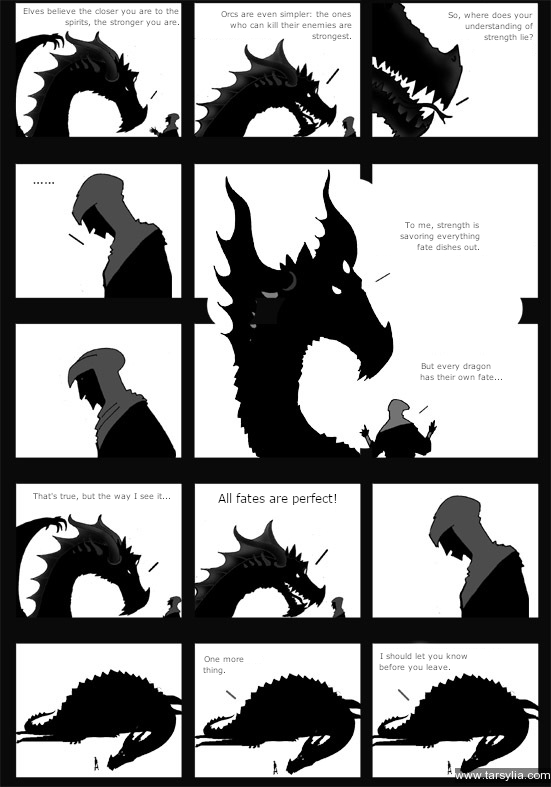 Elves believe the closer you are to the
spirits, the stronger you are.
Orcs are even simpler: the ones
who can kill their enemies are
strongest.
So, where does your
understanding of
strength lie?
......
To me, strength is
savoring everything
fate dishes out.
But every dragon
has their own fate...
That's true, but the way I see it...
All fates are perfect!
One more
thing.
I should let you know
before you leave.
www.tarsylia.com